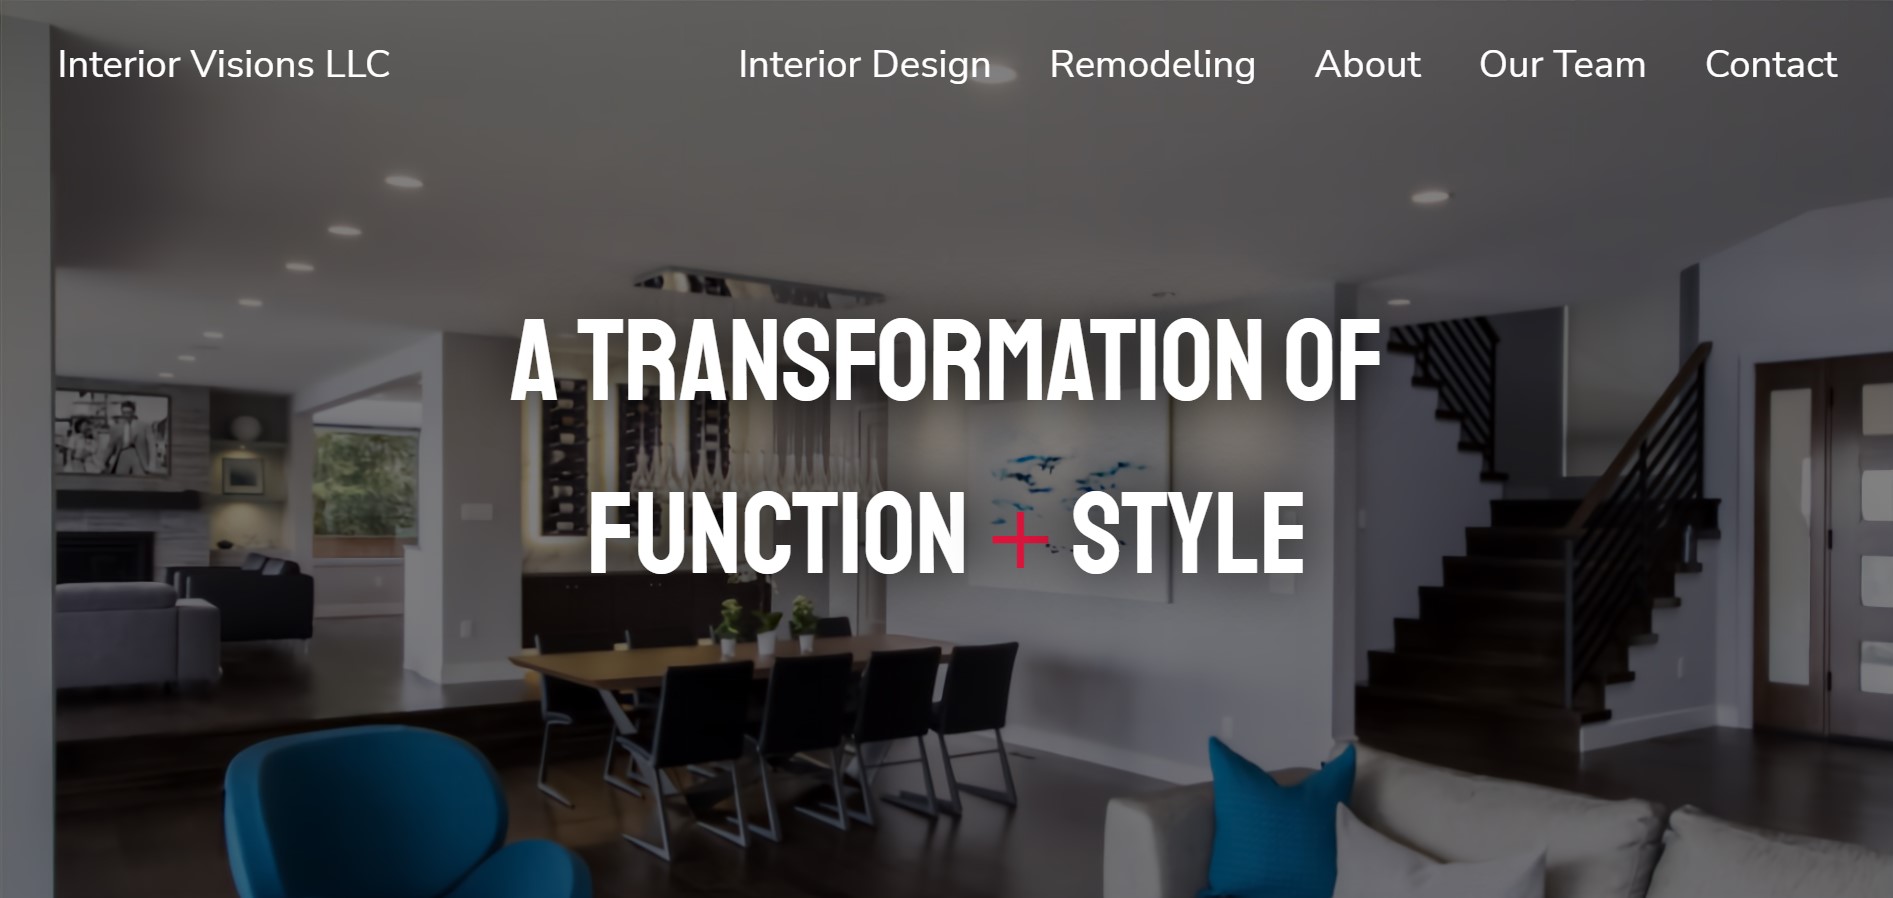 Interior Visions LLC Interior Design Remodeling About Our Team Contact
A TRANSFORMATION OF
FUNCTION + STYLE